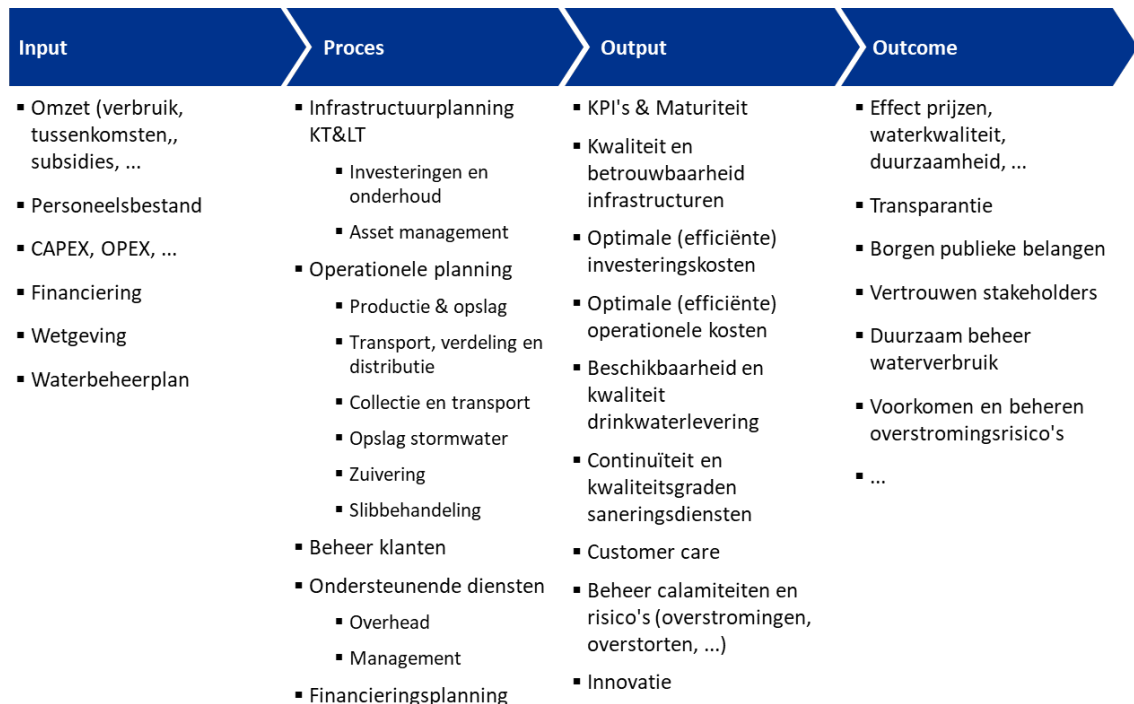 Input
Omzet (verbruik,
tussenkomsten,,
subsidies, ...
Personeelsbestand
CAPEX, OPEX, ...
Financiering
Wetgeving
Waterbeheerplan
Proces
Infrastructuurplanning
KT&LT
Investeringen en
onderhoud
Asset management
Operationele planning
Productie & opslag
Transport, verdeling en
distributie
Collectie en transport
Opslag stormwater
Zuivering
Slibbehandeling
Beheer klanten
Ondersteunende diensten
Overhead
Management
Financieringsplanning
Output
KPI's & Maturiteit
Kwaliteit en
betrouwbaarheid
infrastructuren
Optimale (efficiënte)
investeringskosten
Optimale (efficiënte)
operationele kosten
Beschikbaarheid en
kwaliteit
drinkwaterlevering
Continuïteit en
kwaliteitsgraden
saneringsdiensten
Customer care
Beheer calamiteiten en
risico's (overstromingen,
overstorten, ...)
Innovatie
Outcome
Effect prijzen,
waterkwaliteit,
duurzaamheid, ...
Transparantie
Borgen publieke belangen
Vertrouwen stakeholders
Duurzaam beheer
waterverbruik
Voorkomen en beheren
overstromingsrisico's
...